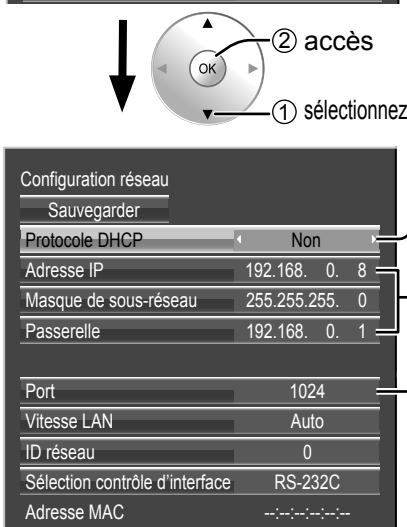 ② accès
OK
① sélectionnez
Configuration réseau
Sauvegarder
Protocole DHCP Non
Adresse IP 192.168. 0. 8
Masque de sous-réseau 255.255.255. 0
Passerelle 192.168. 0. 1
Port 1024
Vitesse LAN Auto
ID réseau 0
Sélection contrôle d'interface RS-232C
Adresse MAC --:--:--:--:--:--